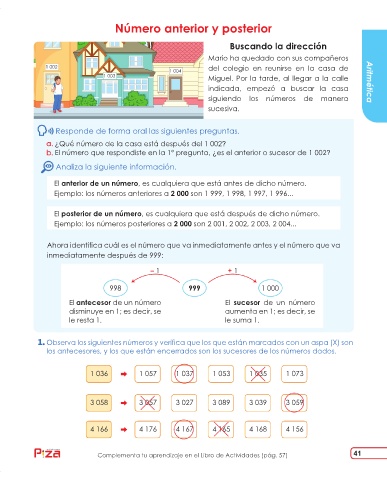 Número anterior y posterior
Buscando la dirección
Mario ha quedado con sus compañeros
del colegio en reunirse en la casa de
Miguel. Por la tarde, al llegar a la calle
indicada, empezó a buscar la casa
siguiendo los números de manera
sucesiva.
1 002
1 003
1 004
Aritmética
Responde de forma oral las siguientes preguntas.
a. ¿Qué número de la casa está después del 1 002?
b. El número que respondiste en la 1° pregunta, ¿es el anterior o sucesor de 1 002?
Analiza la siguiente información.
El anterior de un número, es cualquiera que está antes de dicho número.
Ejemplo: los números anteriores a 2 000 son 1 999, 1 998, 1 997, 1 996...
El posterior de un número, es cualquiera que está después de dicho número.
Ejemplo: los números posteriores a 2 000 son 2 001, 2 002, 2 003, 2 004...
Ahora identifica cuál es el número que va inmediatamente antes y el número que va
inmediatamente después de 999:
– 1 + 1
998 999 1 000
El antecesor de un número
disminuye en 1; es decir, se
le resta 1.
El sucesor de un número
aumenta en 1; es decir, se
le suma 1.
1. Observa los siguientes números y verifica que los que están marcados con un aspa (X) son
los antecesores, y los que están encerrados son los sucesores de los números dados.
1 036 1 057 1 037 1 053 1 035 1 073
3 058 3 057 3 027 3 089 3 039 3 059
4 166 4 176 4 167 4 165 4 168 4 156
Complementa tu aprendizaje en el Libro de Actividades (pág. 57)
41